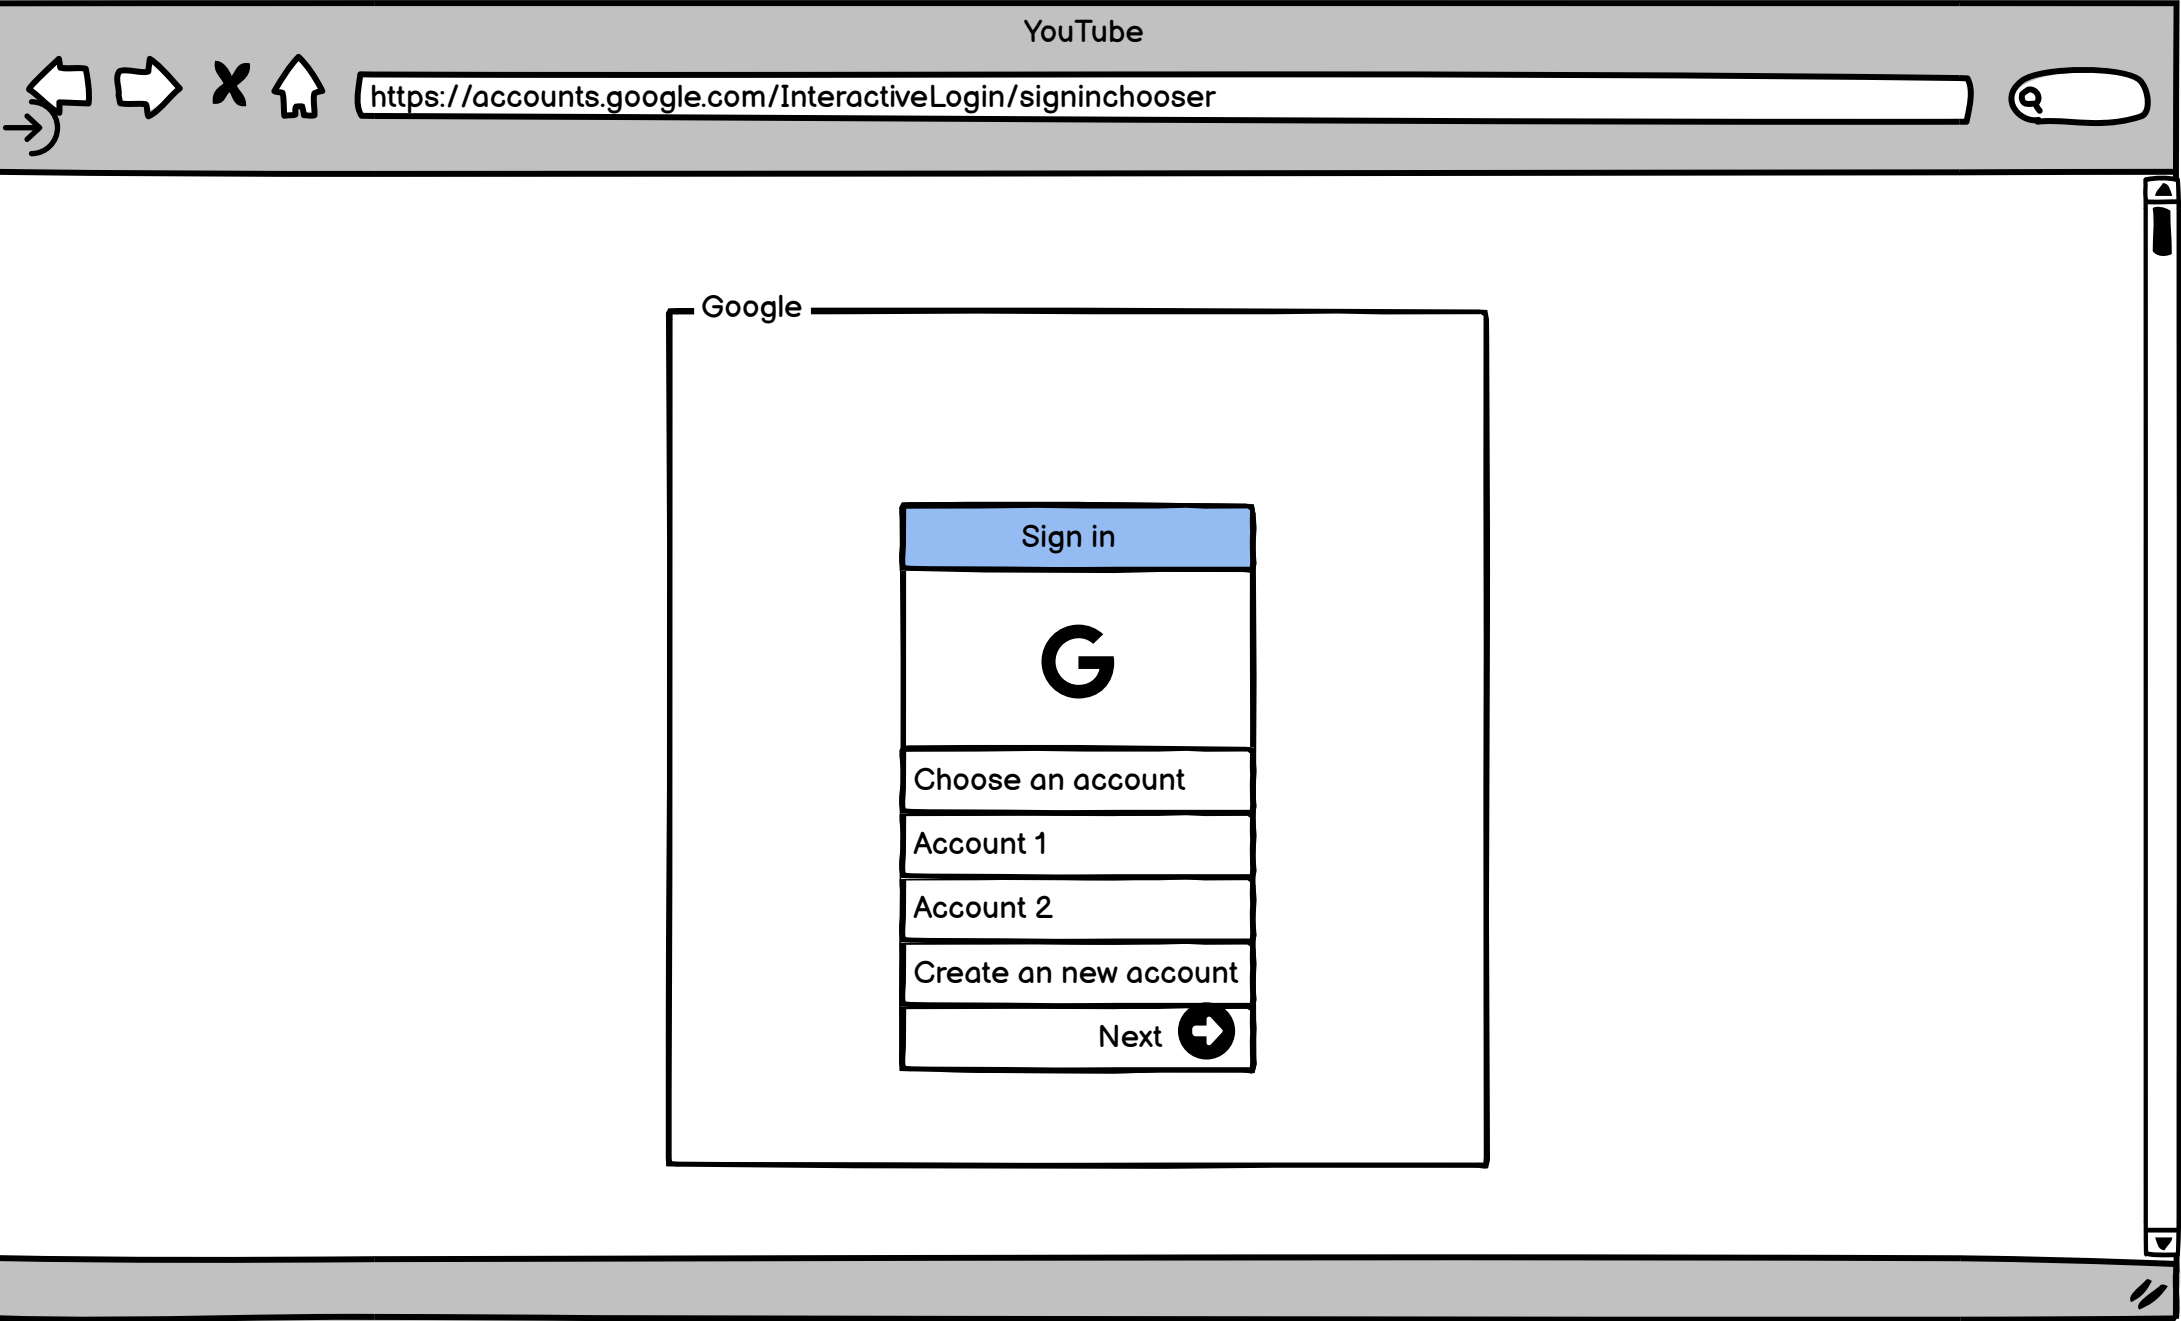 YouTube
https://accounts.google.com/InteractiveLogin/signinchooser
Google
Sign in
G
Choose an account
Account 1
Account 2
Create an new account
Next